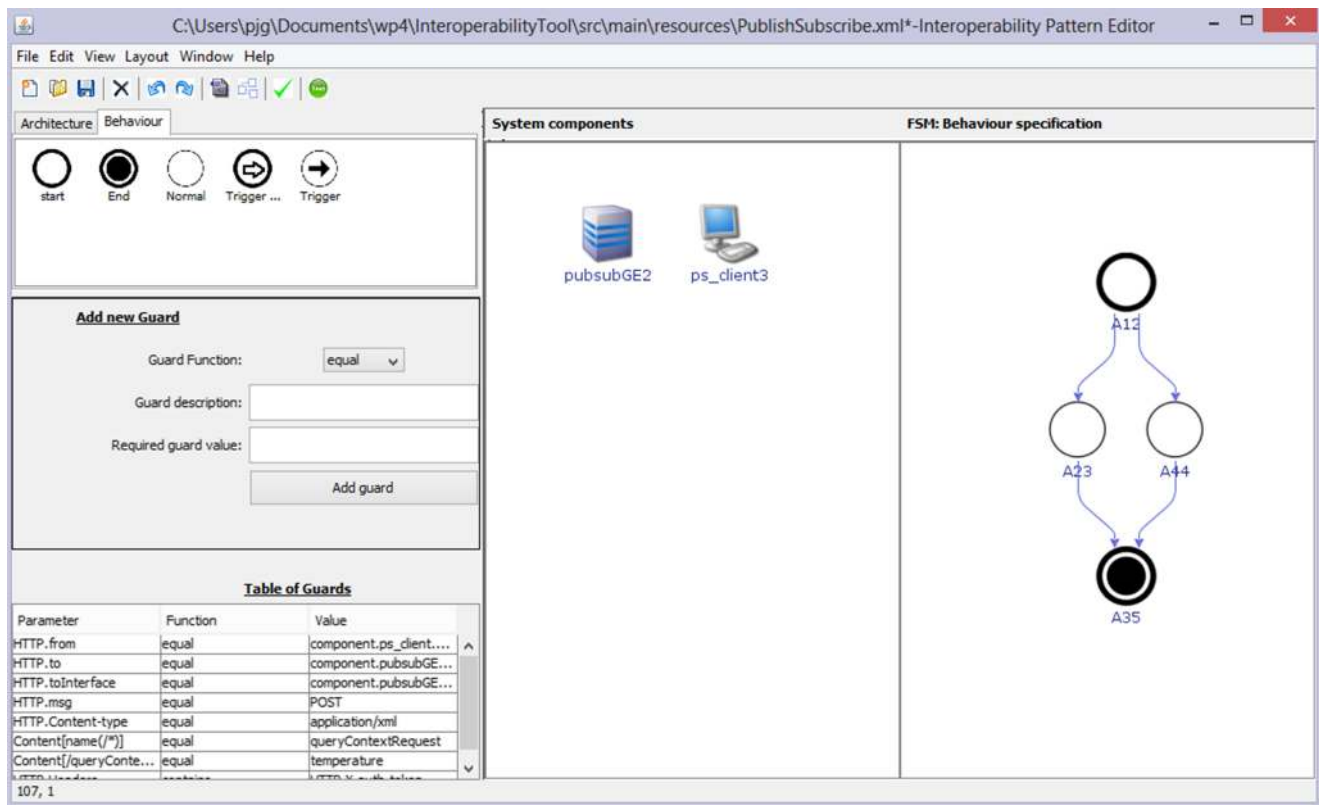 C:\Users\pjg\Documents\wp4\InteroperabilityTool\src\main\resources\PublishSubscribe.xml*-Interoperability Pattern Editor
File Edit View Layout Window Help
Architecture Behaviour
start End Normal Trigger ... Trigger
Add new Guard
Guard Function: equal
Guard description:
Required guard value:
Add guard
Table of Guards
Parameter Function Value
HTTP.from equal component.ps_client....
HTTP.to equal component.pubsubGE...
HTTP.toInterface equal component.pubsubGE...
HTTP.msg equal POST
HTTP.Content-type equal application/xml
Content[name(/*)] equal queryContextRequest
Content[/queryConte... equal temperature
107, 1
System components
pubsubGE2 ps_client3
FSM: Behaviour specification
A12
A23 A44
A35